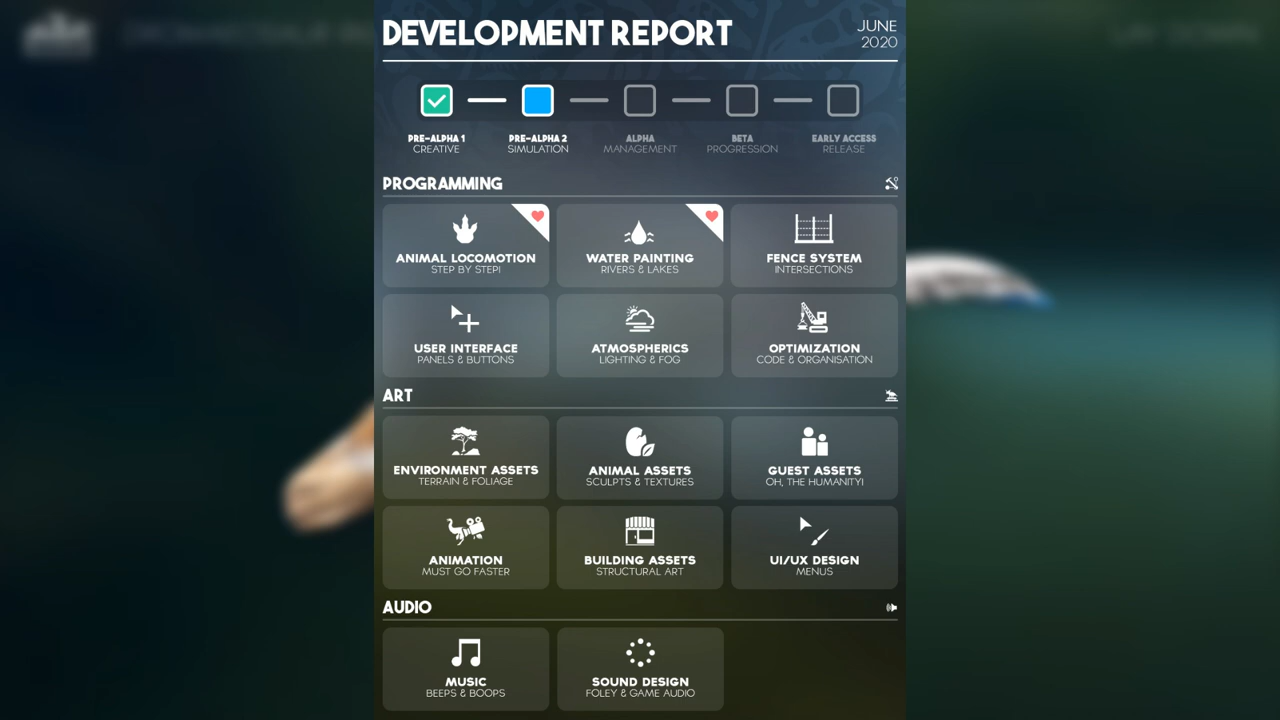 DEVELOPMENT REPORT
JUNE
2020
PRE-ALPHA 1
CREATIVE
PRE-ALPHA 2
SIMULATION
ALPHA
MANAGEMENT
BETA
PROGRESSION
EARLY ACCESS
RELEASE
PROGRAMMING
ANIMAL LOCOMOTION
STEP BY STEP!
WATER PAINTING
RIVERS & LAKES
FENCE SYSTEM
INTERSECTIONS
USER INTERFACE
PANELS & BUTTONS
ATMOSPHERICS
LIGHTING & FOG
OPTIMIZATION
CODE & ORGANISATION
ART
ENVIRONMENT ASSETS
TERRAIN & FOLIAGE
ANIMAL ASSETS
SCULPTS & TEXTURES
GUEST ASSETS
OH, THE HUMANITY!
ANIMATION
MUST GO FASTER
BUILDING ASSETS
STRUCTURAL ART
UI/UX DESIGN
MENUS
AUDIO
MUSIC
BEEPS & BOOPS
SOUND DESIGN
FOLEY & GAME AUDIO